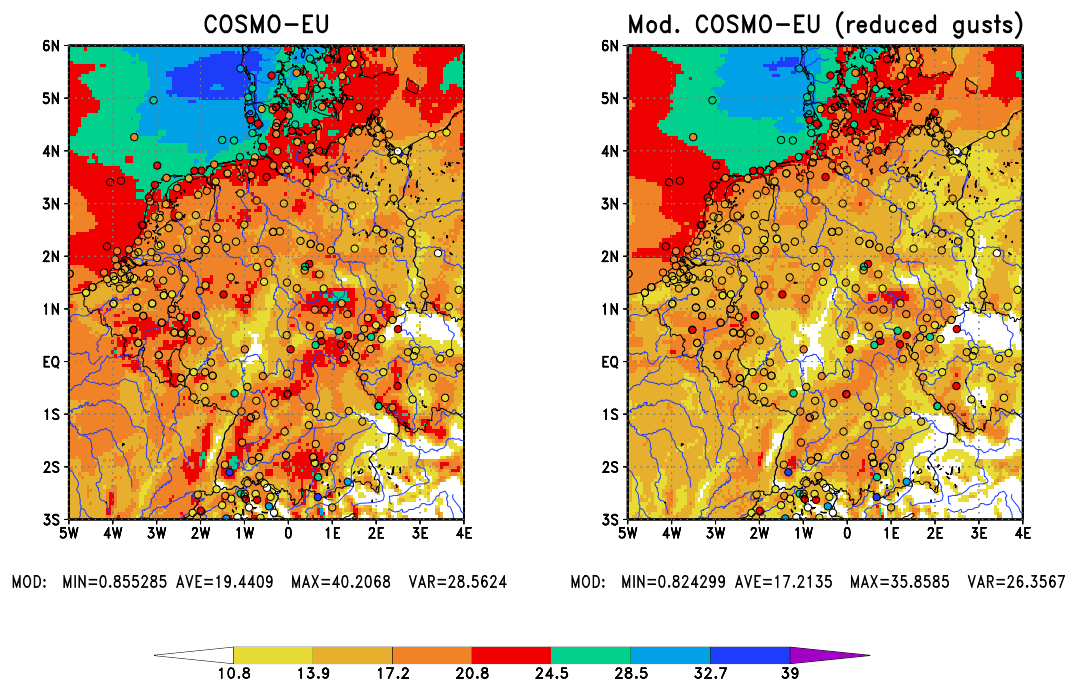 COSMO-EU
6N
5N
4N
3N
2N
1N
EQ
1S
2S
3S
5W 4W 3W 2W 1W 0 1E 2E 3E 4E
MOD: MIN=0.855285 AVE=19.4409 MAX=40.2068 VAR=28.5624
Mod. COSMO-EU (reduced gusts)
6N
5N
4N
3N
2N
1N
EQ
1S
2S
3S
5W 4W 3W 2W 1W 0 1E 2E 3E 4E
MOD: MIN=0.824299 AVE=17.2135 MAX=35.8585 VAR=26.3567
10.8 13.9 17.2 20.8 24.5 28.5 32.7 39